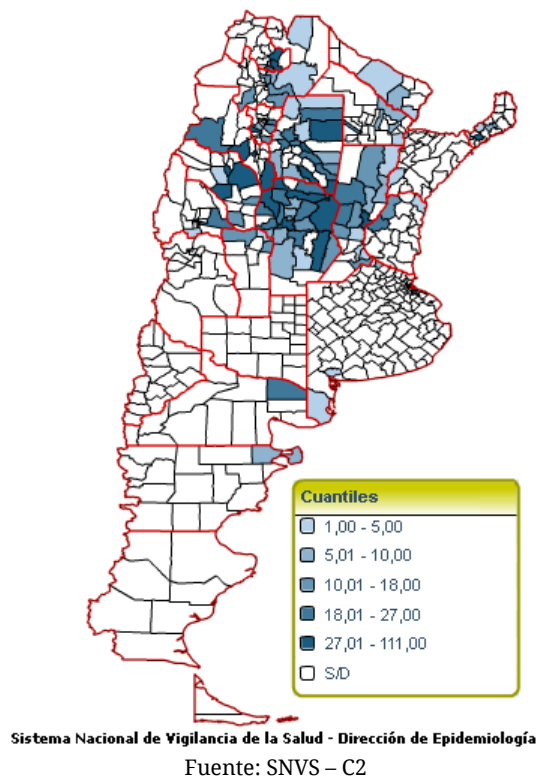 Cuantiles
1,00 - 5,00
5,01 - 10,00
10,01 - 18,00
18,01 - 27,00
27,01 - 111,00
S/D
Sistema Nacional de Vigilancia de la Salud - Dirección de Epidemiología
Fuente: SNVS – C2